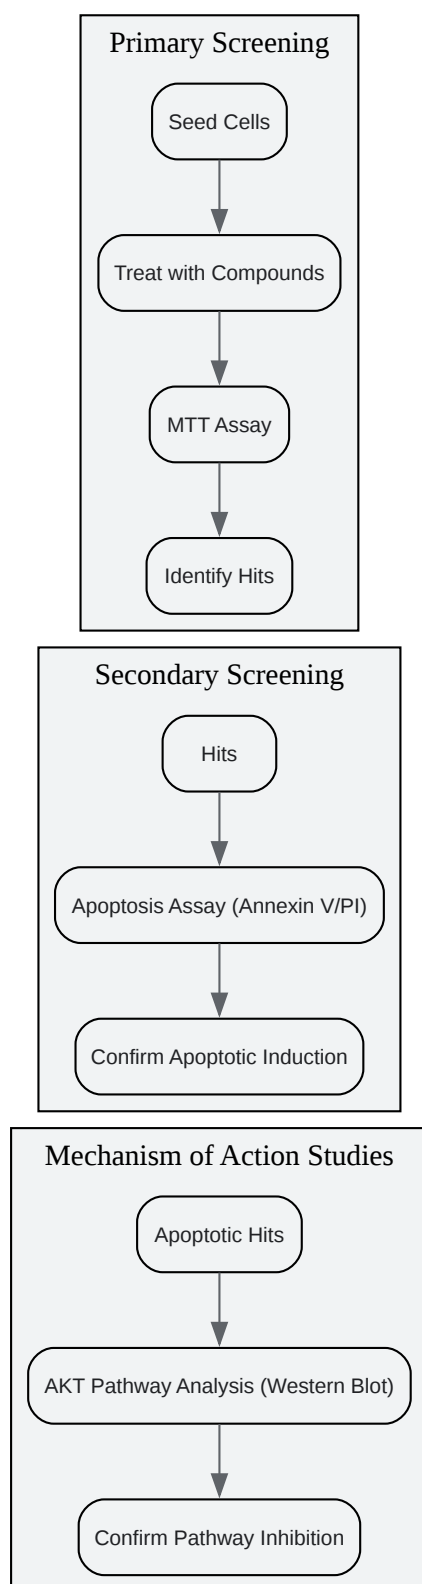 Primary Screening
Seed Cells
Treat with Compounds
MTT Assay
Identify Hits
Secondary Screening
Hits
Apoptosis Assay (Annexin V/PI)
Confirm Apoptotic Induction
Mechanism of Action Studies
Apoptotic Hits
AKT Pathway Analysis (Western Blot)
Confirm Pathway Inhibition